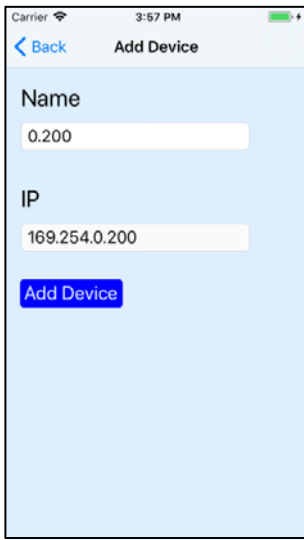 Carrier 3:57 PM
Back Add Device
Name
0.200
IP
169.254.0.200
Add Device